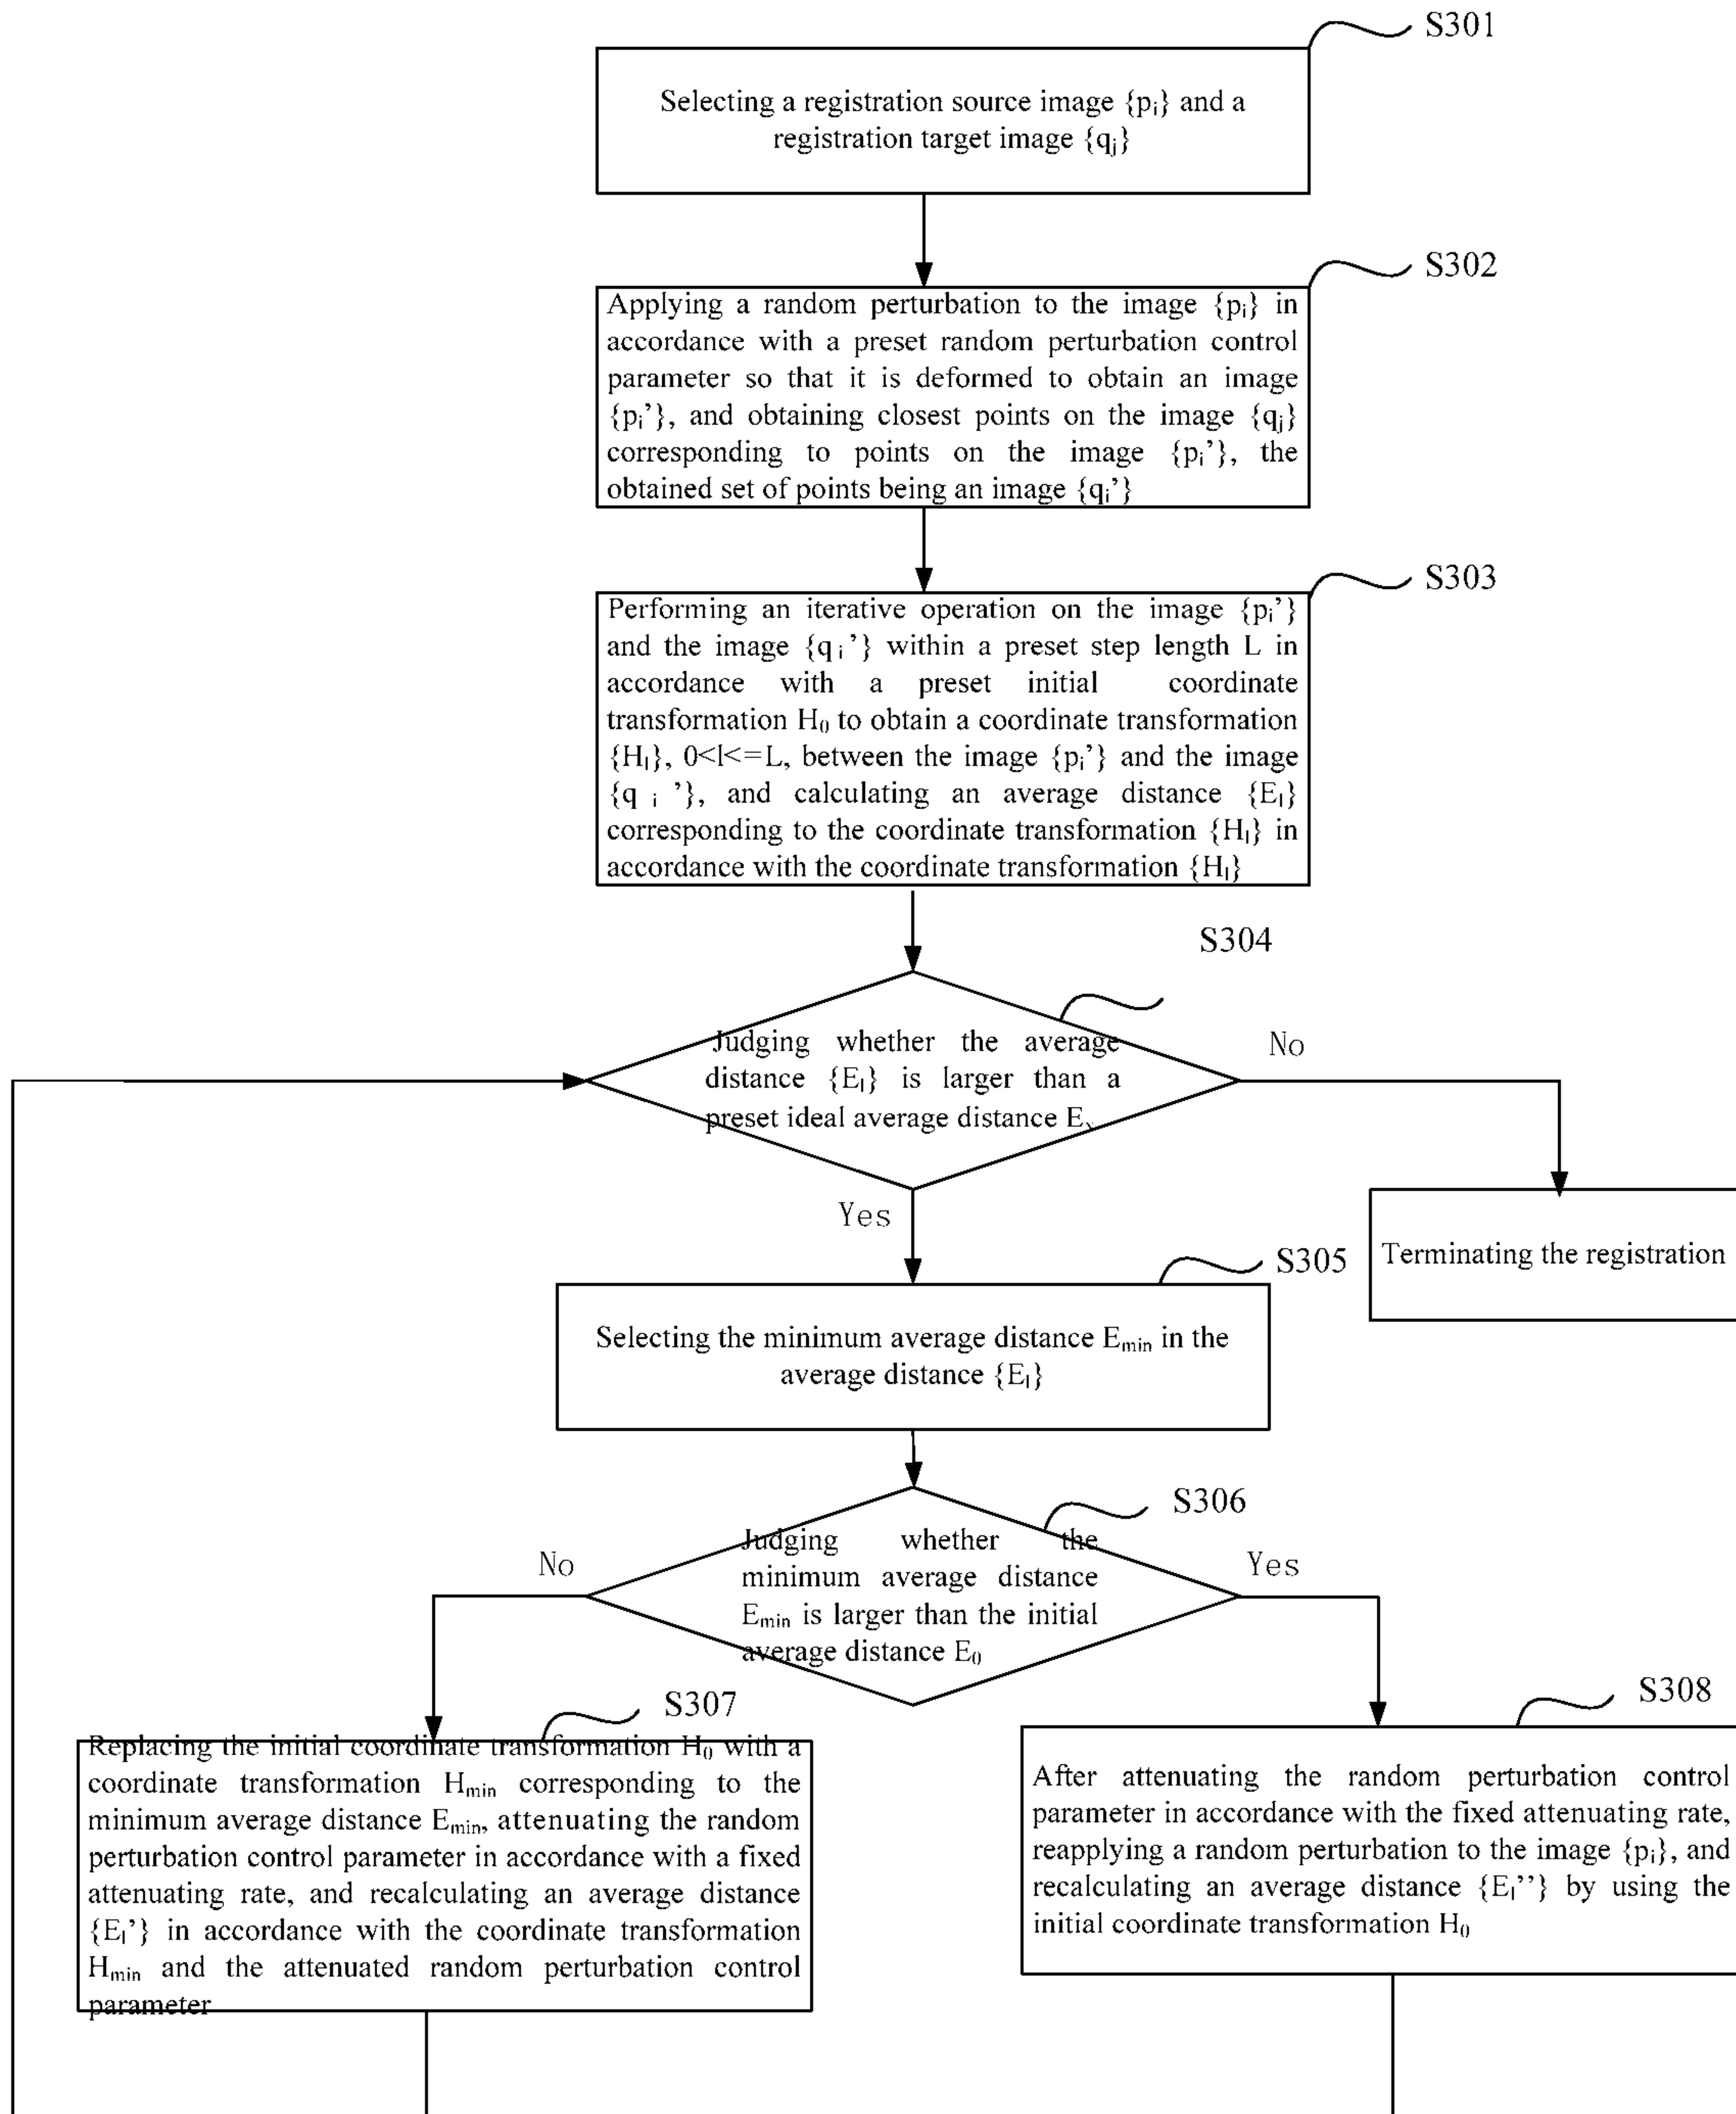 S301
Selecting a registration source image {pᵢ} and a
registration target image {qⱼ}
S302
Applying a random perturbation to the image {pᵢ} in
accordance with a preset random perturbation control
parameter so that it is deformed to obtain an image
{pᵢ’}, and obtaining closest points on the image {qⱼ}
corresponding to points on the image {pᵢ’}, the
obtained set of points being an image {qᵢ’}
S303
Performing an iterative operation on the image {pᵢ’}
and the image {qᵢ’} within a preset step length L in
accordance with a preset initial coordinate
transformation H₀ to obtain a coordinate transformation
{Hₗ}, 0<l<=L, between the image {pᵢ’} and the image
{qᵢ’}, and calculating an average distance {Eₗ}
corresponding to the coordinate transformation {Hₗ} in
accordance with the coordinate transformation {Hₗ}
S304
Judging whether the average
distance {Eₗ} is larger than a
preset ideal average distance Eₓ
No
Yes
Terminating the registration
S305
Selecting the minimum average distance Eₘᵢₙ in the
average distance {Eₗ}
S306
Judging whether the
minimum average distance
Eₘᵢₙ is larger than the initial
average distance E₀
No
Yes
S307
Replacing the initial coordinate transformation H₀ with a
coordinate transformation Hₘᵢₙ corresponding to the
minimum average distance Eₘᵢₙ, attenuating the random
perturbation control parameter in accordance with a fixed
attenuating rate, and recalculating an average distance
{Eₗ’} in accordance with the coordinate transformation
Hₘᵢₙ and the attenuated random perturbation control
parameter
S308
After attenuating the random perturbation control
parameter in accordance with the fixed attenuating rate,
reapplying a random perturbation to the image {pᵢ}, and
recalculating an average distance {Eₗ’’} by using the
initial coordinate transformation H₀